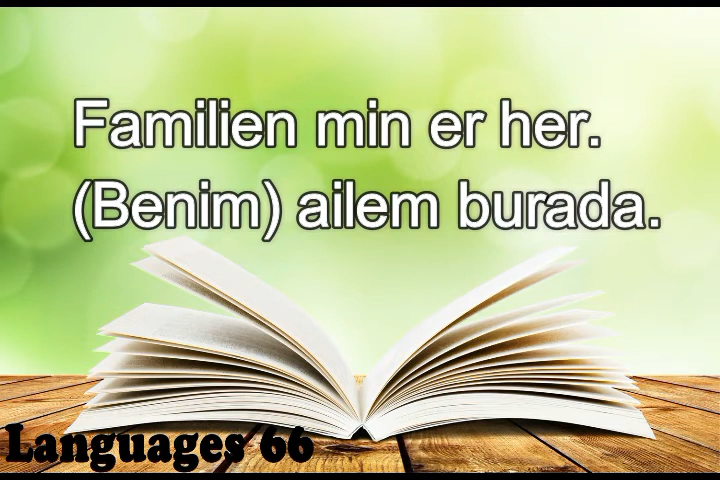 Familien min er her.
(Benim) ailem burada.
Languages 66